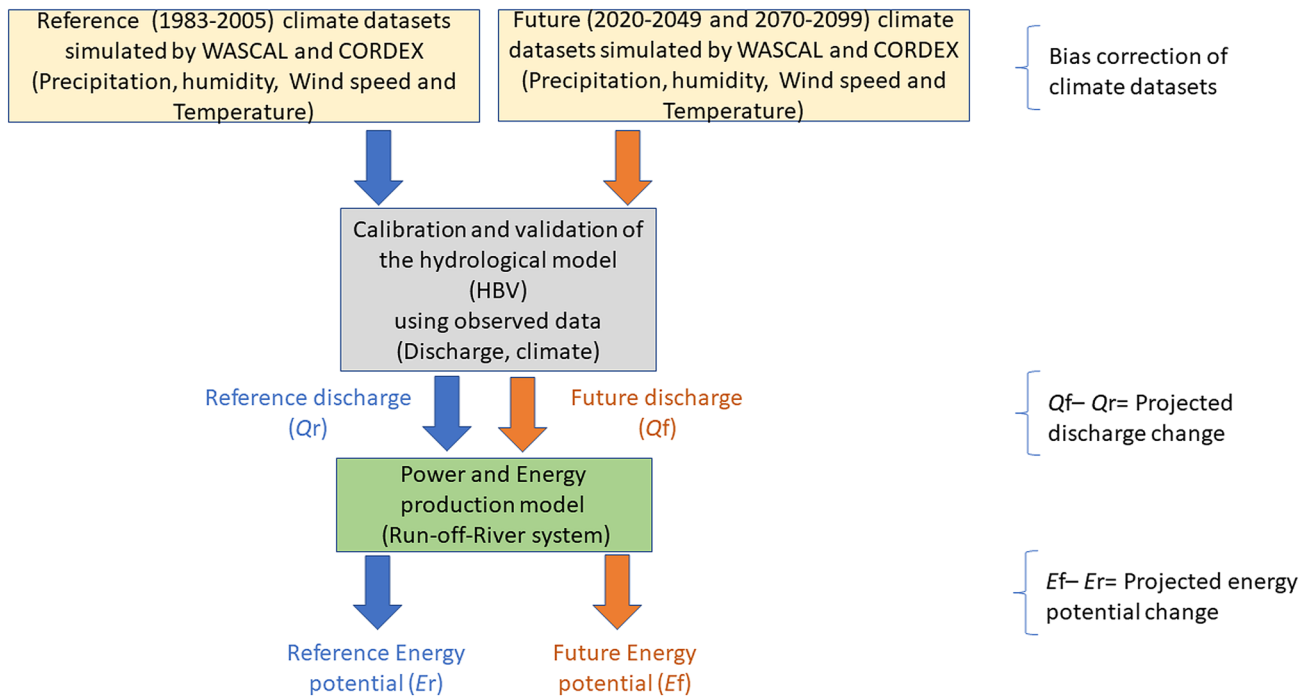 Reference (1983-2005) climate datasets
simulated by WASCAL and CORDEX
(Precipitation, humidity, Wind speed and
Temperature)
Future (2020-2049 and 2070-2099) climate
datasets simulated by WASCAL and CORDEX
(Precipitation, humidity, Wind speed and
Temperature)
Bias correction of
climate datasets
Calibration and validation of
the hydrological model
(HBV)
using observed data
(Discharge, climate)
Reference discharge
(Qr)
Future discharge
(Qf)
Qf– Qr= Projected
discharge change
Power and Energy
production model
(Run-off-River system)
Ef– Er= Projected energy
potential change
Reference Energy
potential (Er)
Future Energy
potential (Ef)